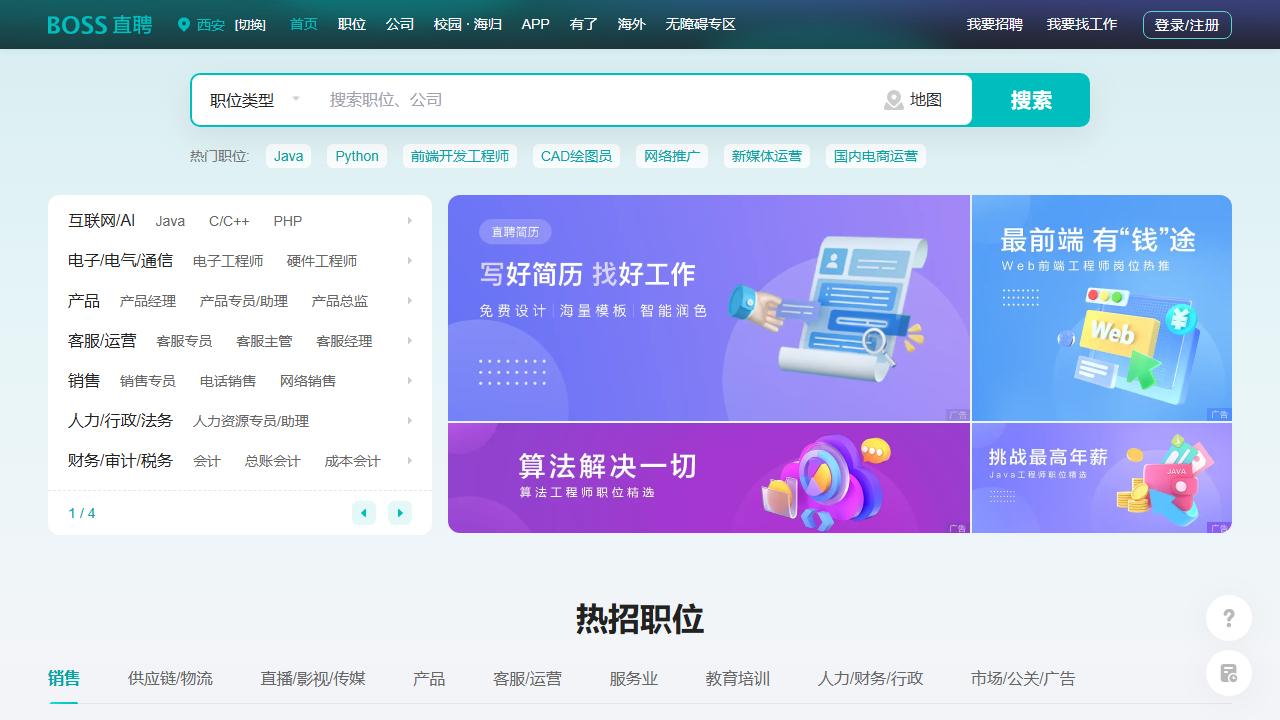 BOSS 直聘 西安 [切换] 首页 职位 公司 校园 · 海归 APP 有了 海外 无障碍专区 我要招聘 我要找工作 登录/注册
职位类型 搜索职位、公司 地图 搜索
热门职位: Java Python 前端开发工程师 CAD绘图员 网络推广 新媒体运营 国内电商运营
互联网/AI Java C/C++ PHP
电子/电气/通信 电子工程师 硬件工程师
产品 产品经理 产品专员/助理 产品总监
客服/运营 客服专员 客服主管 客服经理
销售 销售专员 电话销售 网络销售
人力/行政/法务 人力资源专员/助理
财务/审计/税务 会计 总账会计 成本会计
1 / 4
直聘简历
写好简历 找好工作
免费设计 | 海量模板 | 智能润色
广告
最前端 有“钱”途
Web前端工程师岗位热推
Web
¥
广告
算法解决一切
算法工程师职位精选
广告
挑战最高年薪
Java工程师职位精选
JAVA
广告
热招职位
?
销售 供应链/物流 直播/影视/传媒 产品 客服/运营 服务业 教育培训 人力/财务/行政 市场/公关/广告